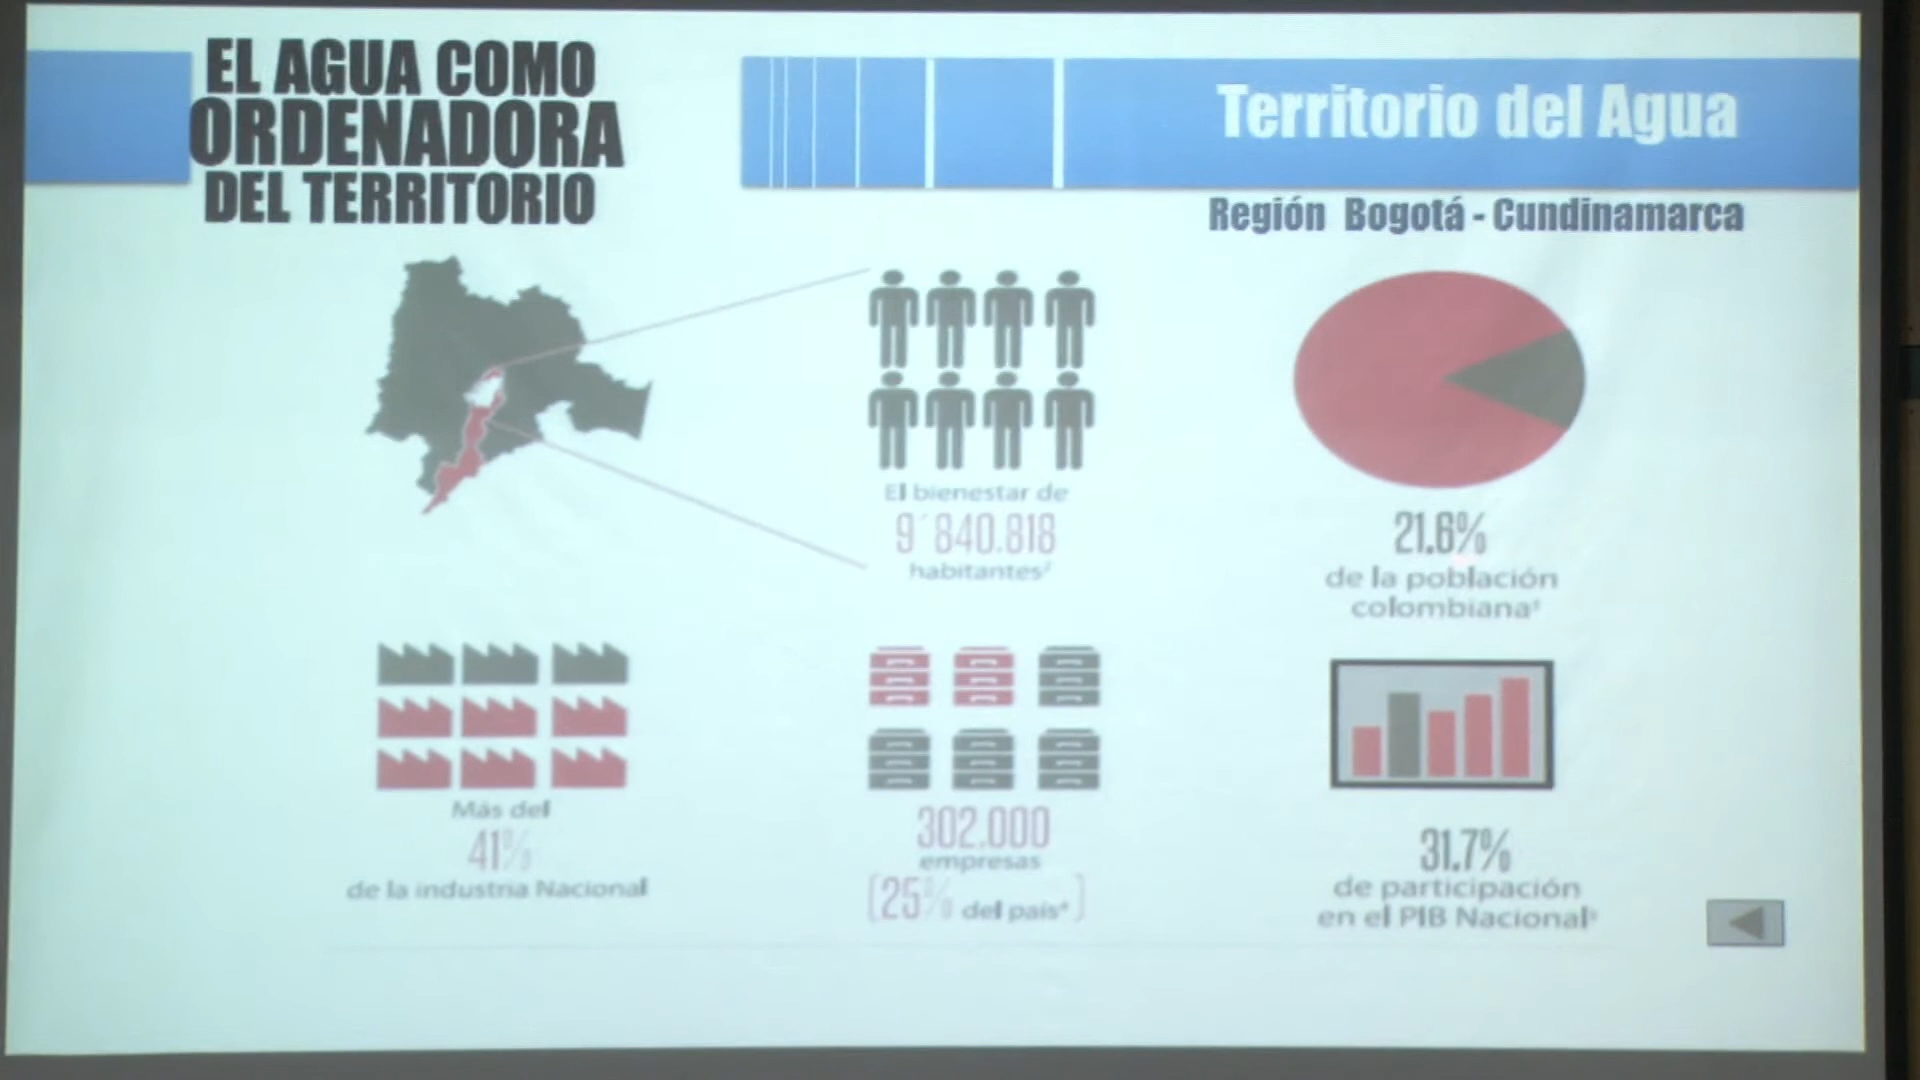 EL AGUA COMO
ORDENADORA
DEL TERRITORIO
Territorio del Agua
Región Bogotá - Cundinamarca
El bienestar de
9´840.818
habitantes²
21.6%
de la población
colombiana¹
Más del
41%
de la industria Nacional
302.000
empresas
(25% del país⁴)
31.7%
de participación
en el PIB Nacional³